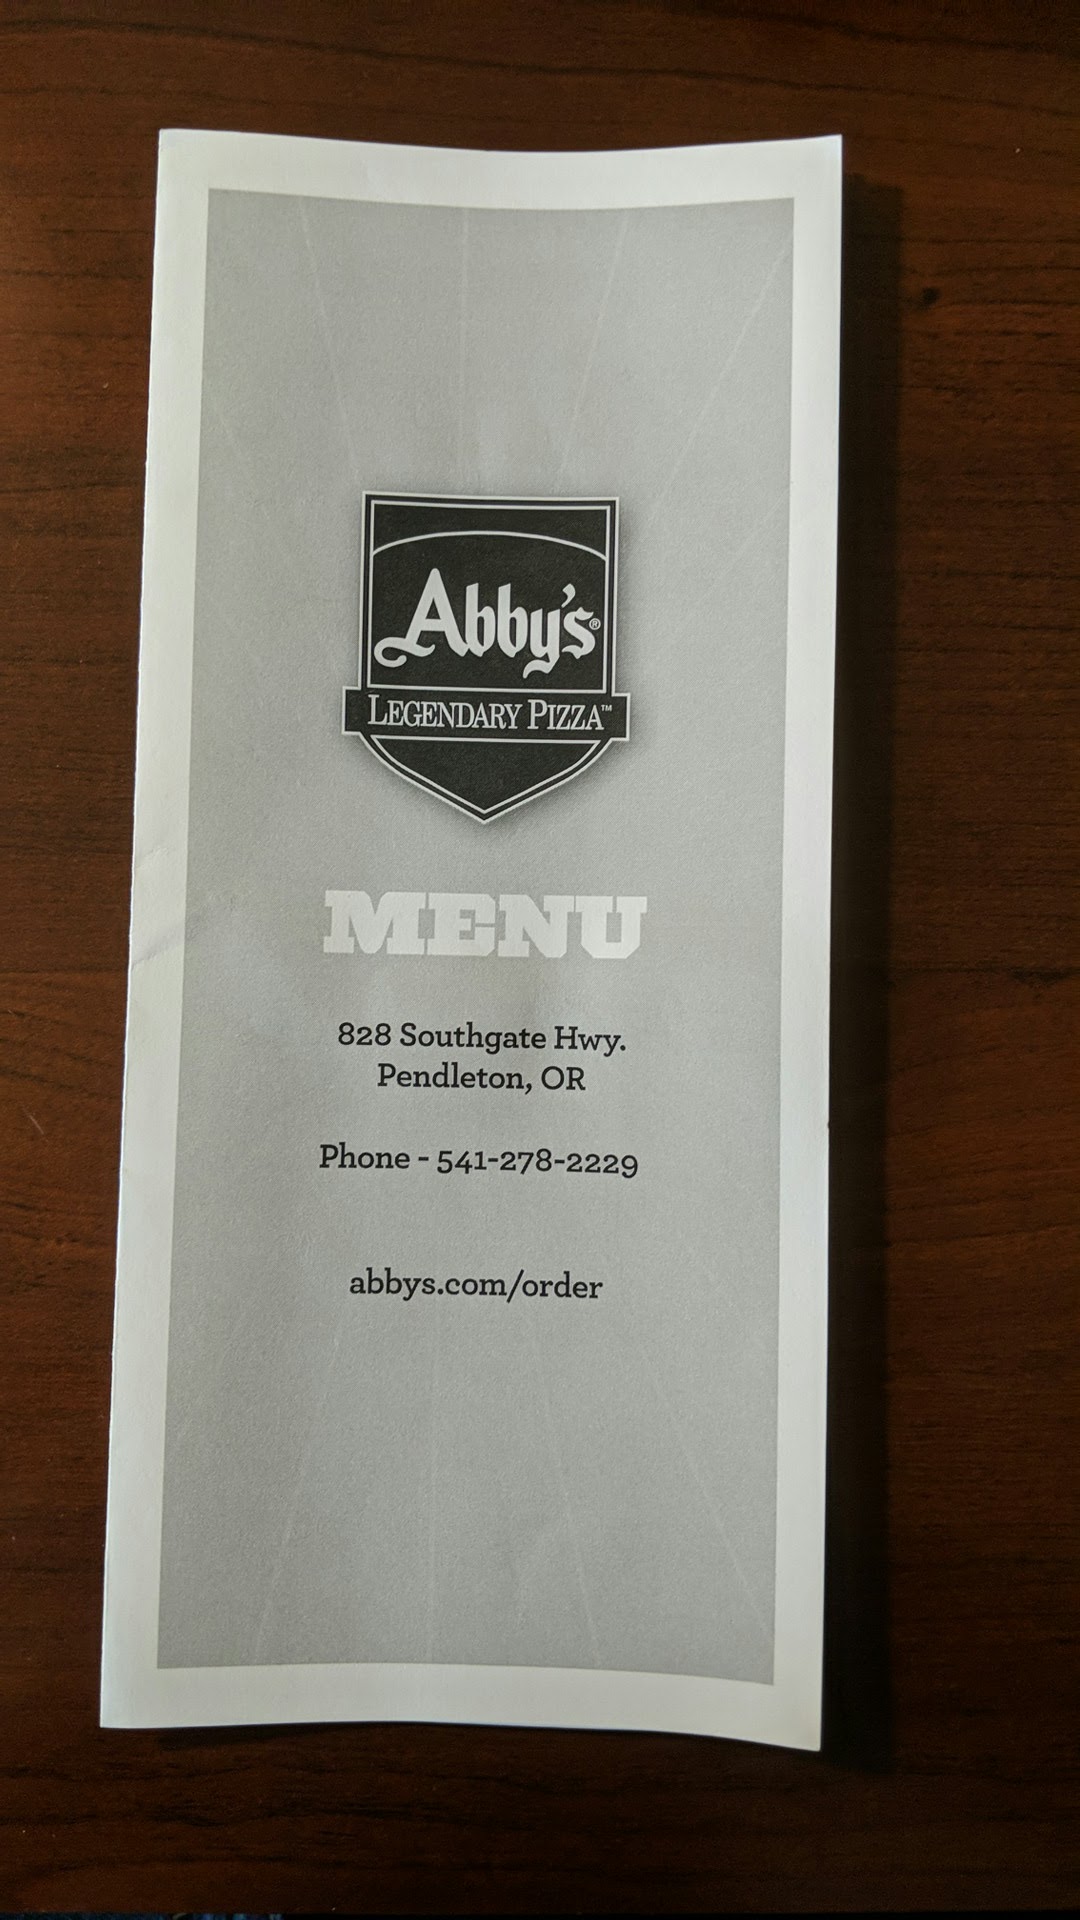 Abby's®
LEGENDARY PIZZA™
MENU
828 Southgate Hwy.
Pendleton, OR
Phone - 541-278-2229
abbys.com/order